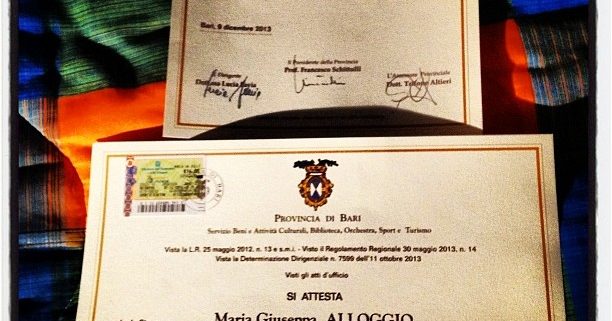 Bari, 9 dicembre 2013
Il Presidente della Provincia
Prof. Francesco Schittulli
Il Dirigente
Lucia
L'Assessore Provinciale
Dott. Altieri
PROVINCIA DI BARI
Servizio Beni e Attività Culturali, Biblioteca, Orchestra, Sport e Turismo
Vista la L.R. 25 maggio 2012, n. 13 e s.m.i. - Visto il Regolamento Regionale 30 maggio 2013, n. 14
Vista la Determinazione Dirigenziale n. 7599 dell'11 ottobre 2013
Visti gli atti d'ufficio
SI ATTESTA
Maria Giuseppa ALLOGGIO